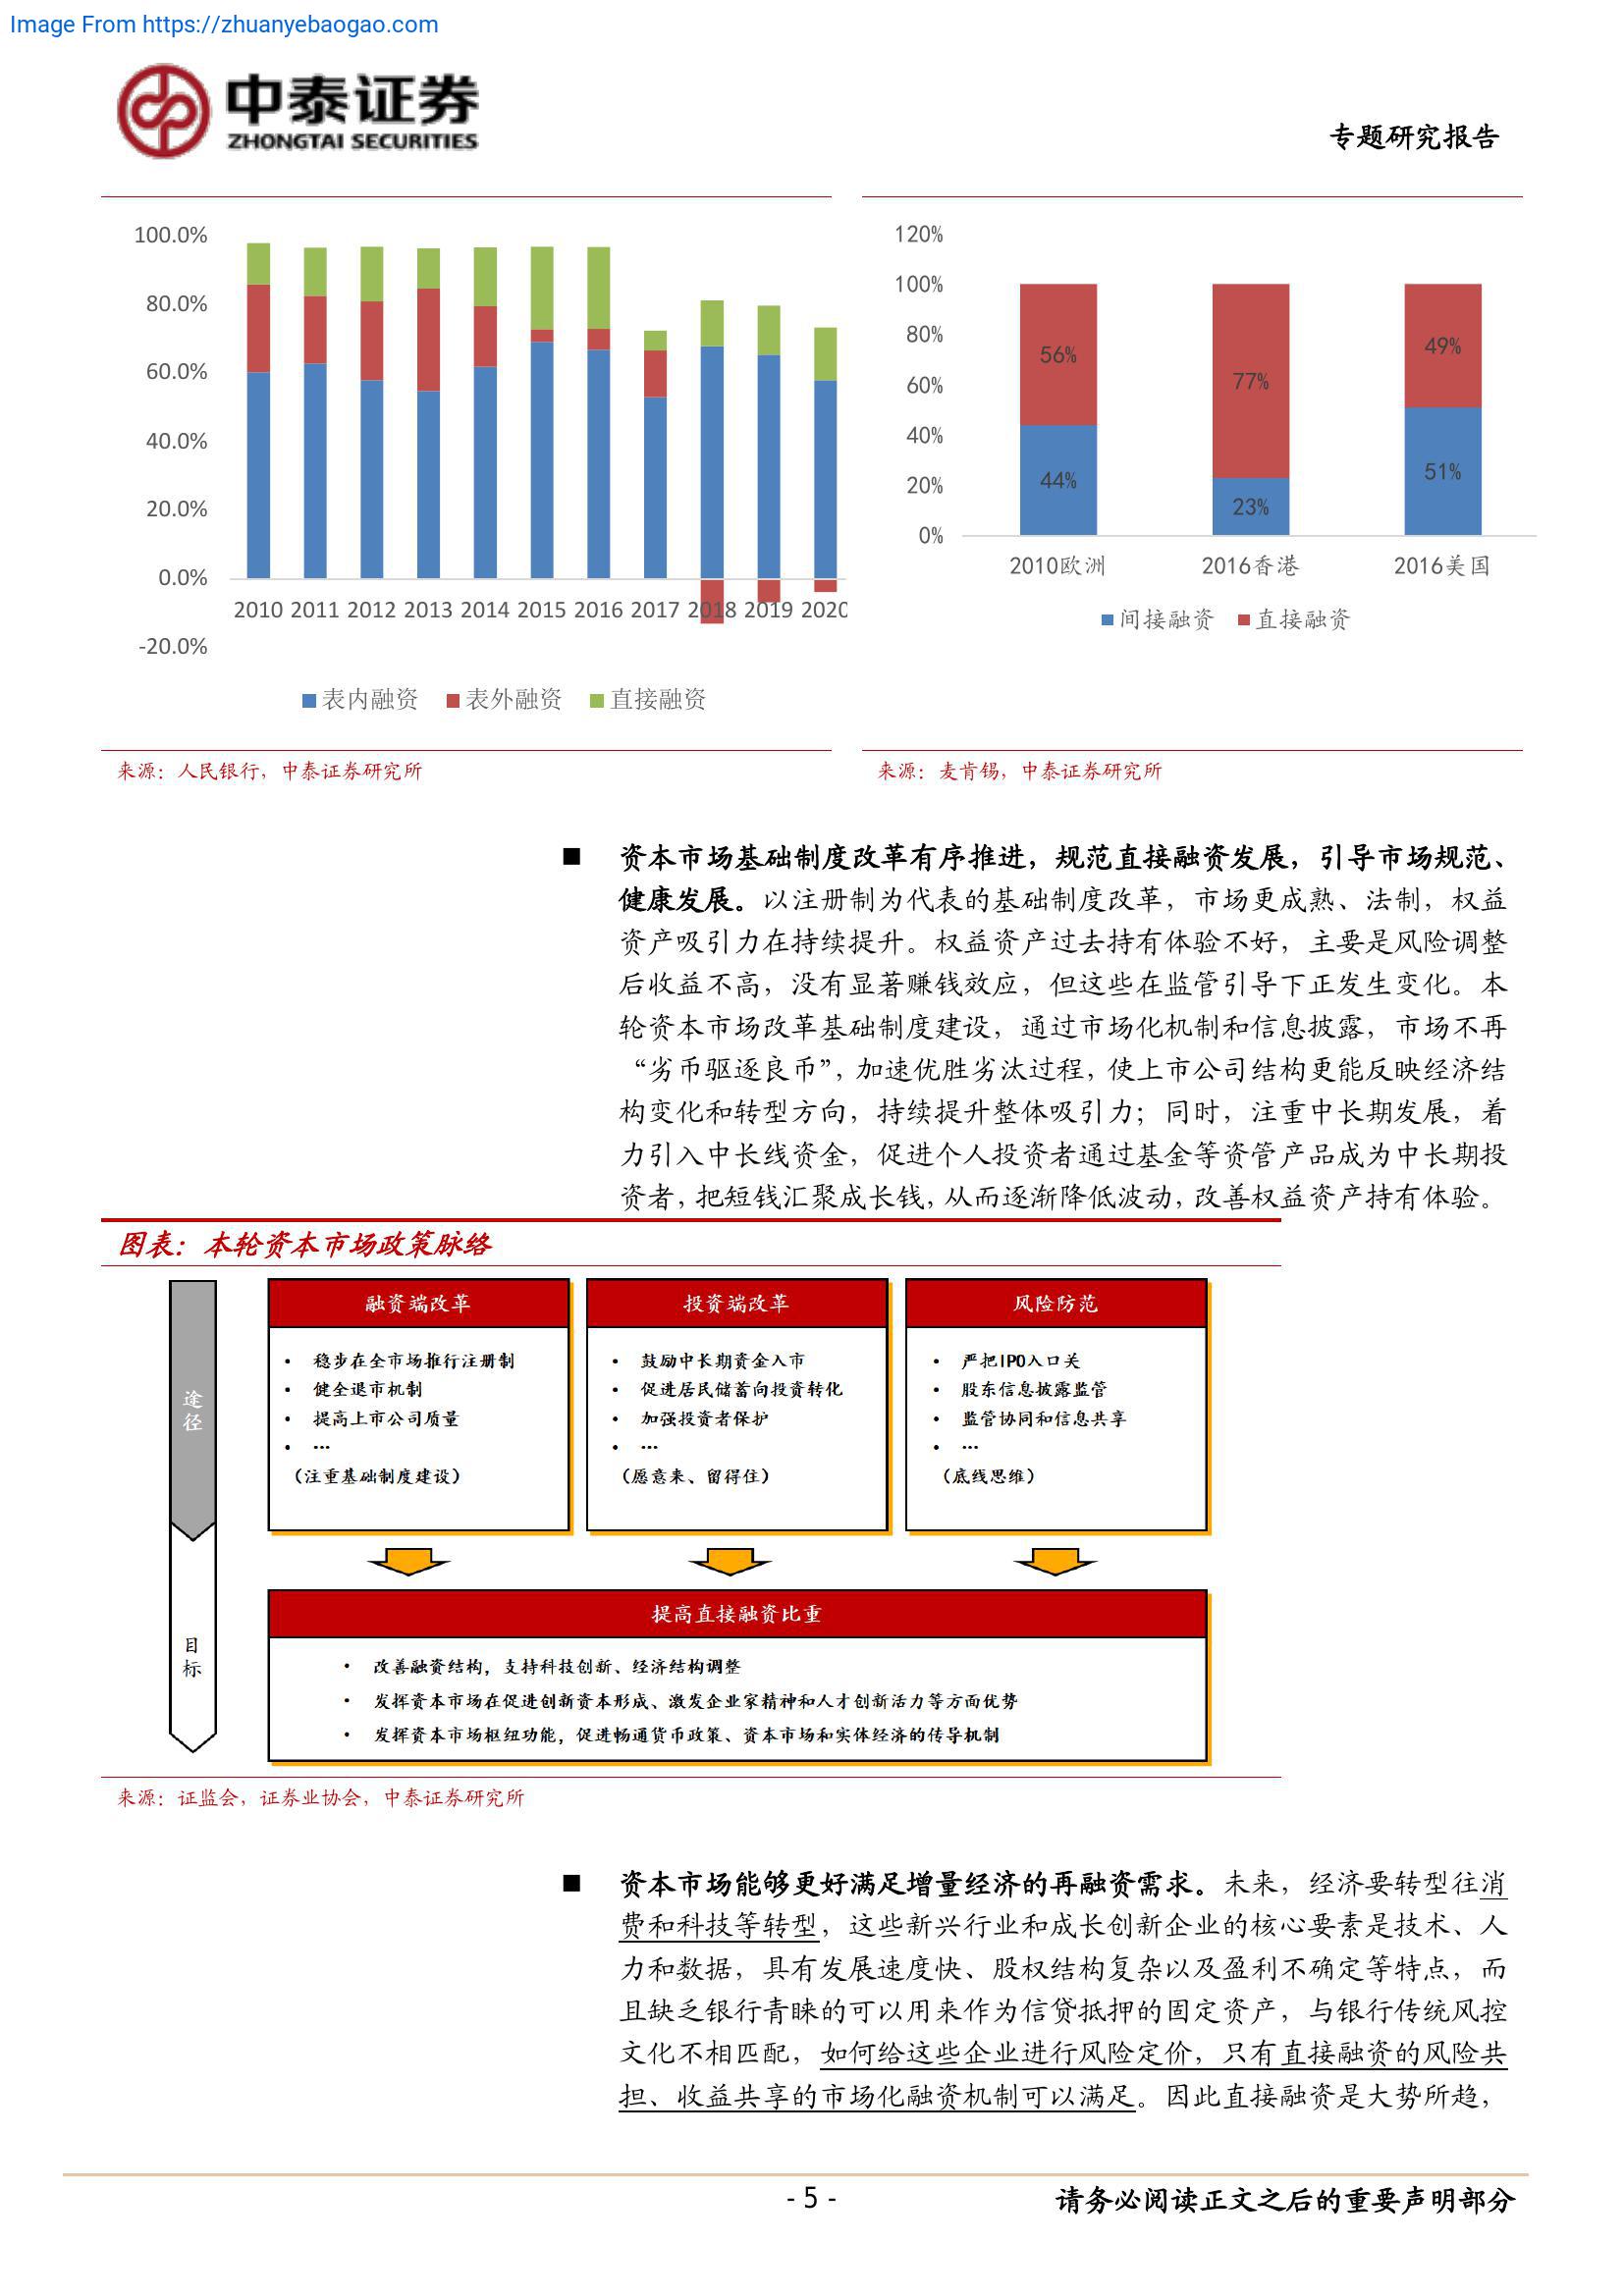 Image From https://zhuanyebaogao.com
中泰证券
ZHONGTAI SECURITIES
专题研究报告
100.0%
80.0%
60.0%
40.0%
20.0%
0.0%
-20.0%
2010 2011 2012 2013 2014 2015 2016 2017 2018 2019 2020
表内融资 表外融资 直接融资
120%
100%
80%
60%
40%
20%
0%
56%
77%
49%
44%
23%
51%
2010欧洲 2016香港 2016美国
间接融资 直接融资
来源：人民银行，中泰证券研究所
来源：麦肯锡，中泰证券研究所
■ 资本市场基础制度改革有序推进，规范直接融资发展，引导市场规范、
健康发展。以注册制为代表的基础制度改革，市场更成熟、法制，权益
资产吸引力在持续提升。权益资产过去持有体验不好，主要是风险调整
后收益不高，没有显著赚钱效应，但这些在监管引导下正发生变化。本
轮资本市场改革基础制度建设，通过市场化机制和信息披露，市场不再
“劣币驱逐良币”，加速优胜劣汰过程，使上市公司结构更能反映经济结
构变化和转型方向，持续提升整体吸引力；同时，注重中长期发展，着
力引入中长线资金，促进个人投资者通过基金等资管产品成为中长期投
资者，把短钱汇聚成长钱，从而逐渐降低波动，改善权益资产持有体验。
图表：本轮资本市场政策脉络
途径
融资端改革
• 稳步在全市场推行注册制
• 健全退市机制
• 提高上市公司质量
• …
（注重基础制度建设）
投资端改革
• 鼓励中长期资金入市
• 促进居民储蓄向投资转化
• 加强投资者保护
• …
（愿意来、留得住）
风险防范
• 严把IPO入口关
• 股东信息披露监管
• 监管协同和信息共享
• …
（底线思维）
目标
提高直接融资比重
• 改善融资结构，支持科技创新、经济结构调整
• 发挥资本市场在促进创新资本形成、激发企业家精神和人才创新活力等方面优势
• 发挥资本市场枢纽功能，促进畅通货币政策、资本市场和实体经济的传导机制
来源：证监会，证券业协会，中泰证券研究所
■ 资本市场能够更好满足增量经济的再融资需求。未来，经济要转型往消
费和科技等转型，这些新兴行业和成长创新企业的核心要素是技术、人
力和数据，具有发展速度快、股权结构复杂以及盈利不确定等特点，而
且缺乏银行青睐的可以用来作为信贷抵押的固定资产，与银行传统风控
文化不相匹配，如何给这些企业进行风险定价，只有直接融资的风险共
担、收益共享的市场化融资机制可以满足。因此直接融资是大势所趋，
- 5 -
请务必阅读正文之后的重要声明部分